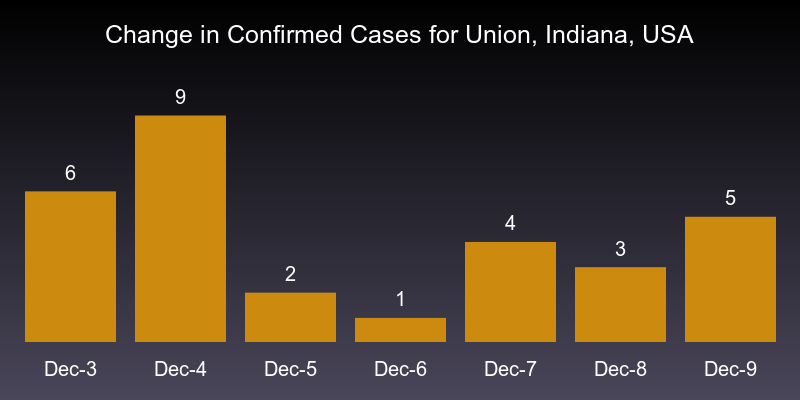 Change in Confirmed Cases for Union, Indiana, USA
6
9
2
1
4
3
5
Dec-3
Dec-4
Dec-5
Dec-6
Dec-7
Dec-8
Dec-9